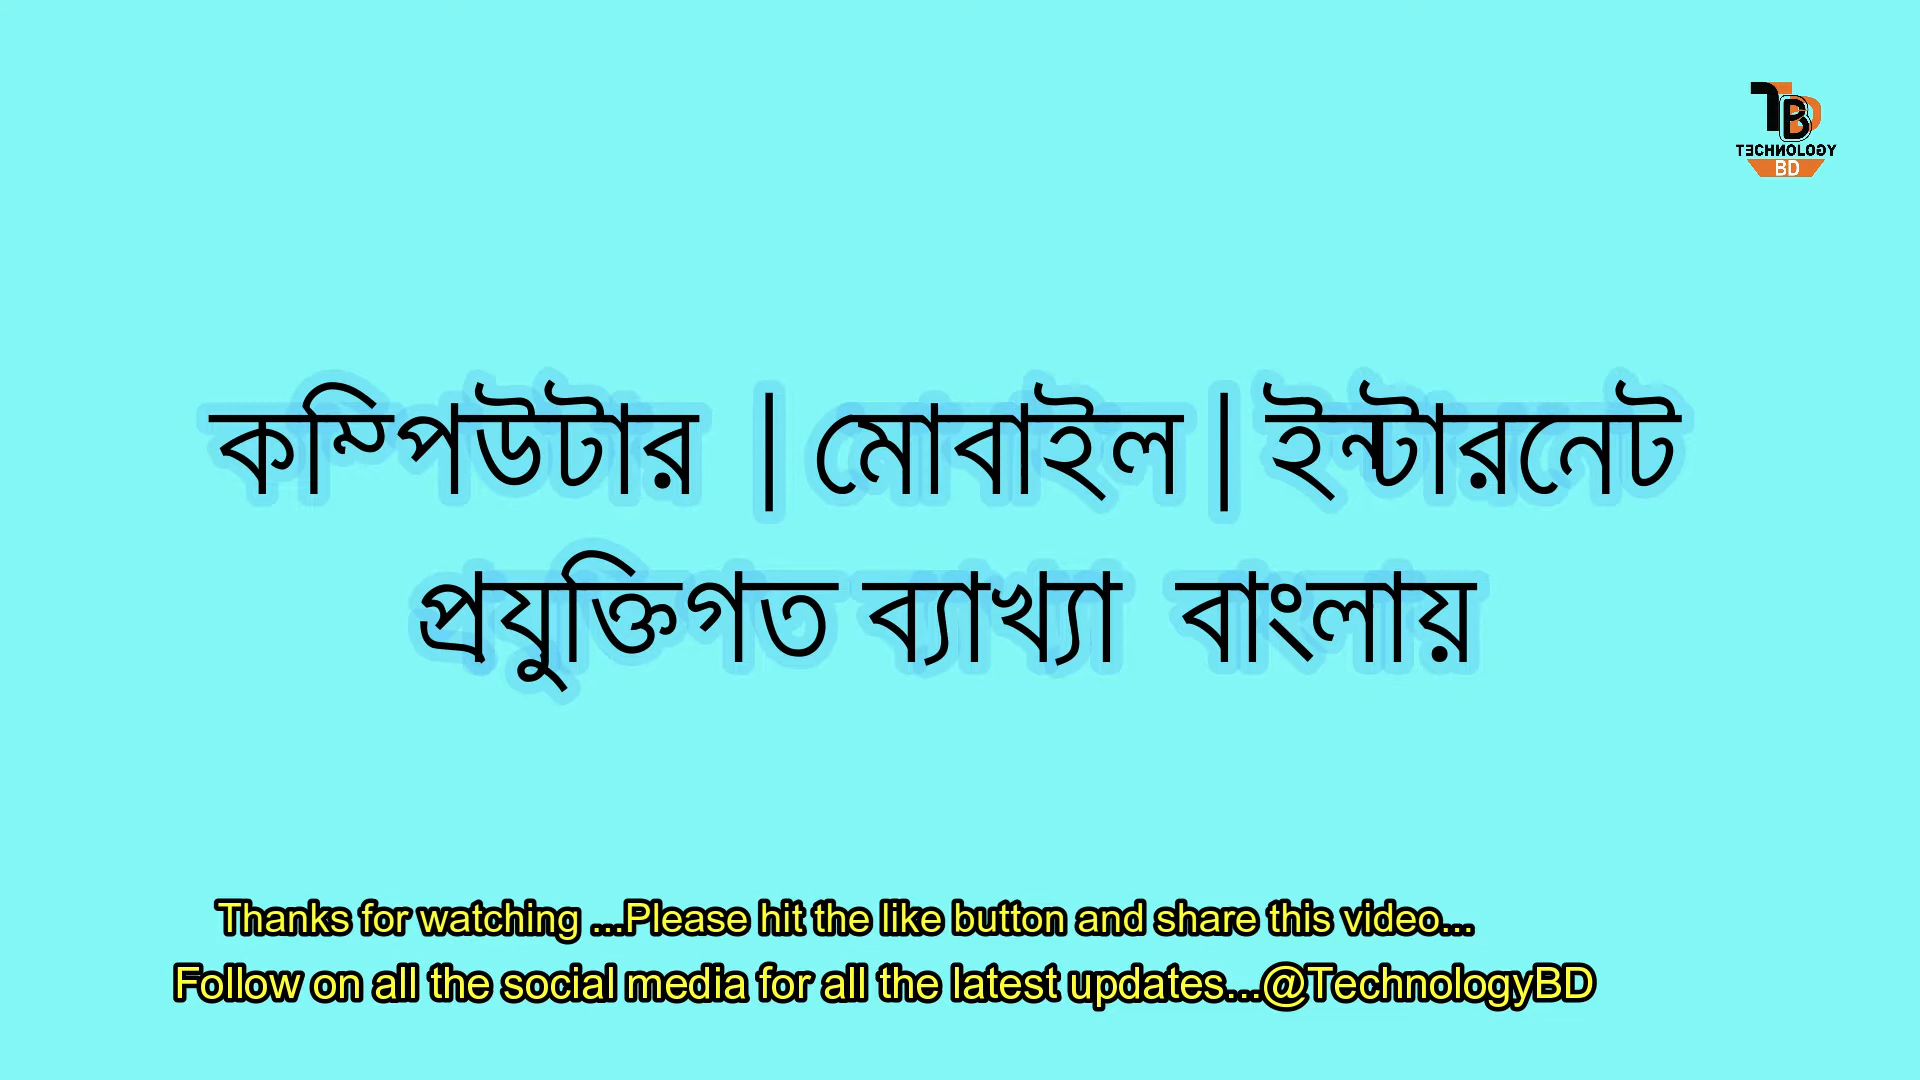 TECHNOLOGY
BD
কম্পিউটার | মোবাইল | ইন্টারনেট
প্রযুক্তিগত ব্যাখ্যা বাংলায়
Thanks for watching ...Please hit the like button and share this video...
Follow on all the social media for all the latest updates...@TechnologyBD